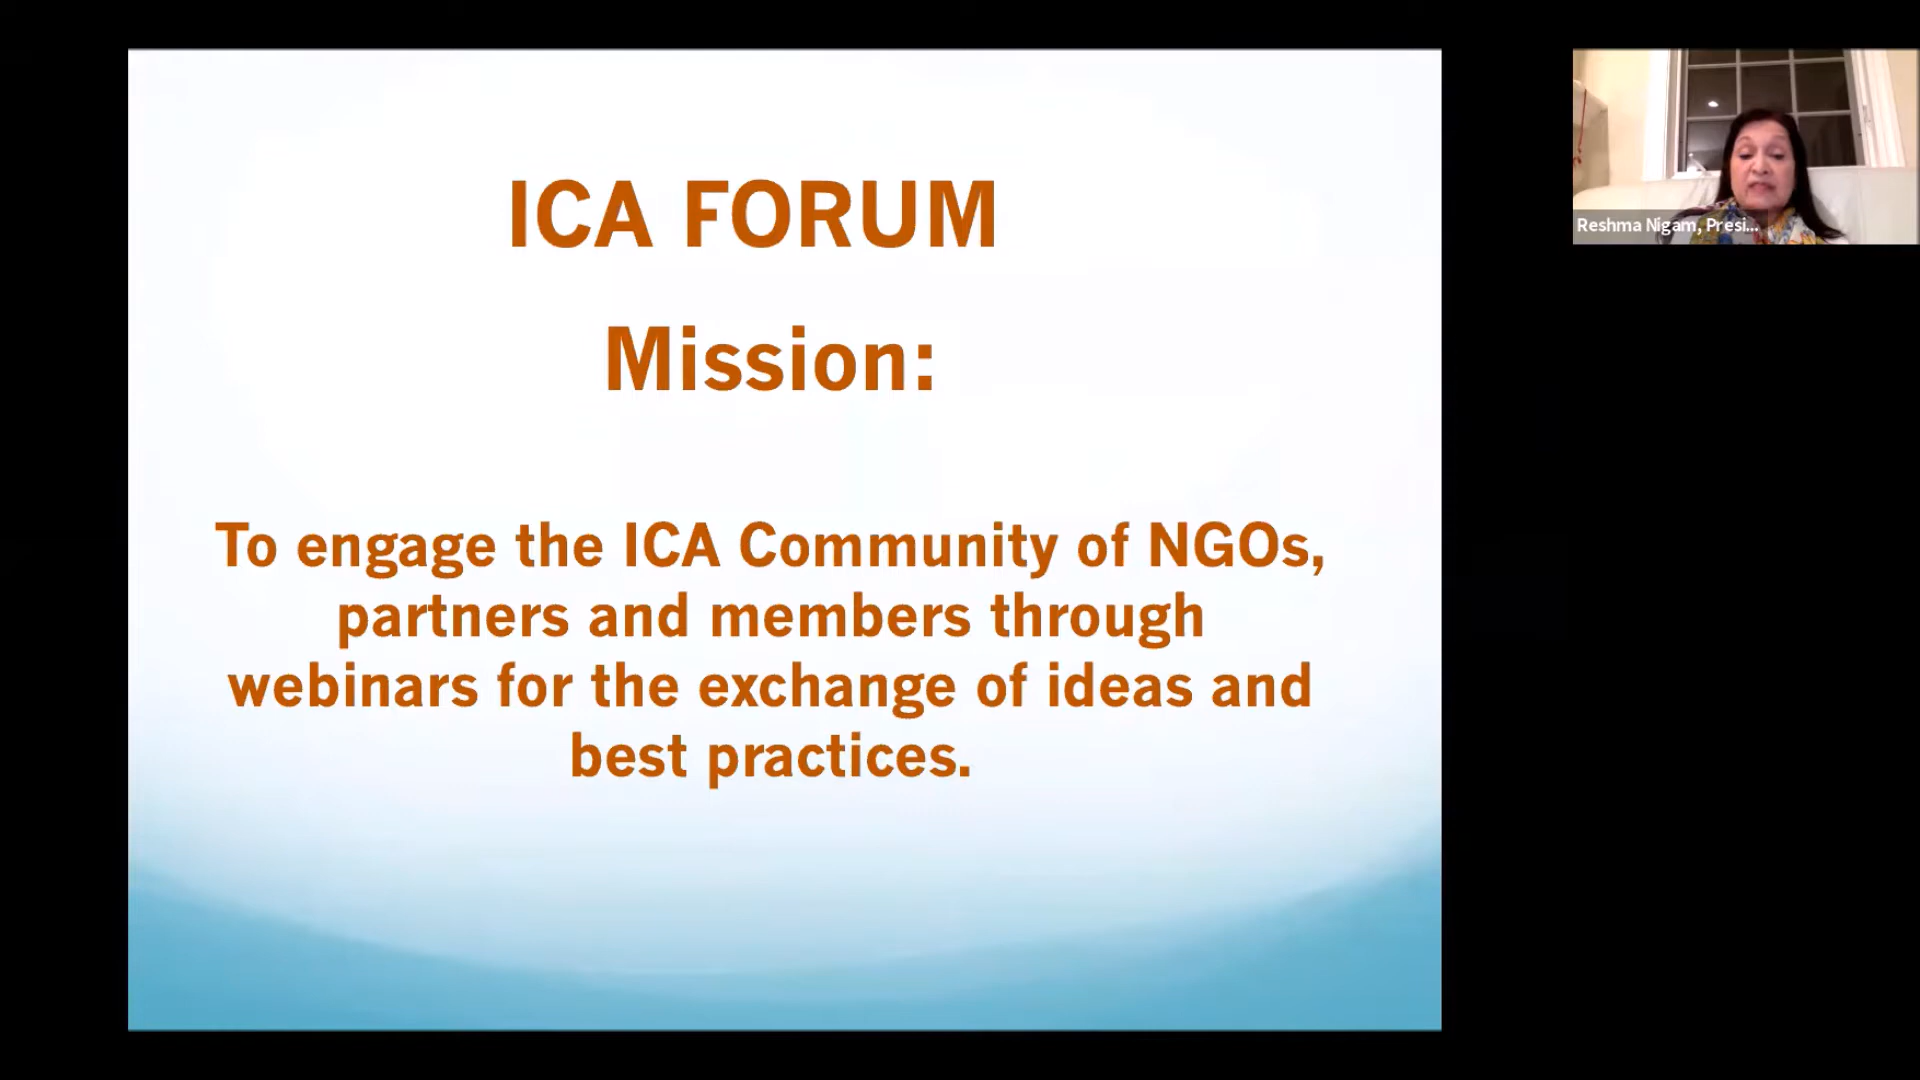 ICA FORUM
Mission:
To engage the ICA Community of NGOs,
partners and members through
webinars for the exchange of ideas and
best practices.
Reshma Nigam, Presi...